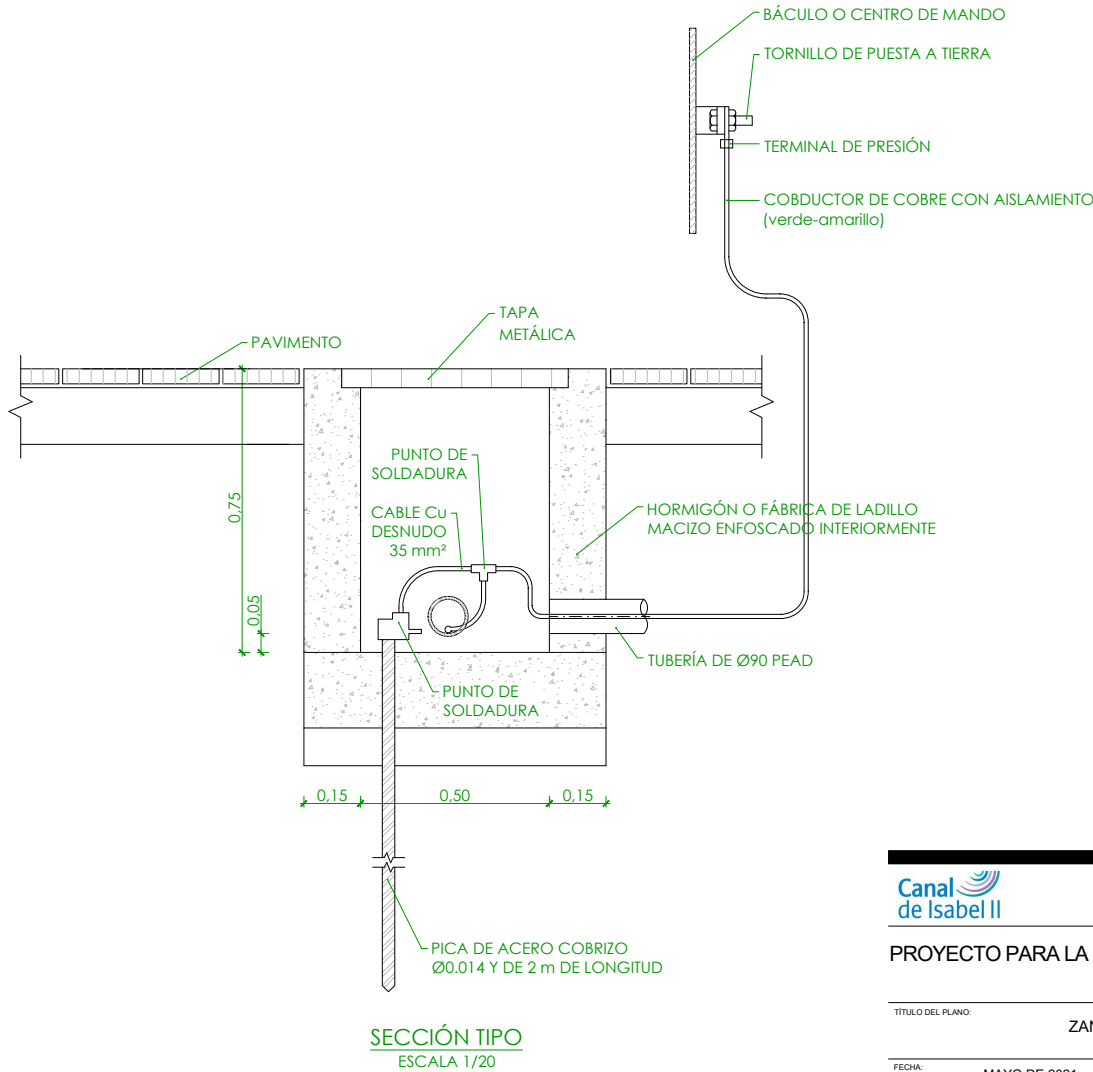 BÁCULO O CENTRO DE MANDO
TORNILLO DE PUESTA A TIERRA
TERMINAL DE PRESIÓN
COBDUCTOR DE COBRE CON AISLAMIENTO
(verde-amarillo)
TAPA
METÁLICA
PAVIMENTO
PUNTO DE
SOLDADURA
CABLE Cu
DESNUDO
35 mm²
HORMIGÓN O FÁBRICA DE LADILLO
MACIZO ENFOSCADO INTERIORMENTE
0,75
0,05
TUBERÍA DE Ø90 PEAD
PUNTO DE
SOLDADURA
0,15
0,50
0,15
PICA DE ACERO COBRIZO
Ø0.014 Y DE 2 m DE LONGITUD
SECCIÓN TIPO
ESCALA 1/20
Canal
de Isabel II
PROYECTO PARA LA
TÍTULO DEL PLANO:
ZAN
FECHA:
MAYO DE 2021